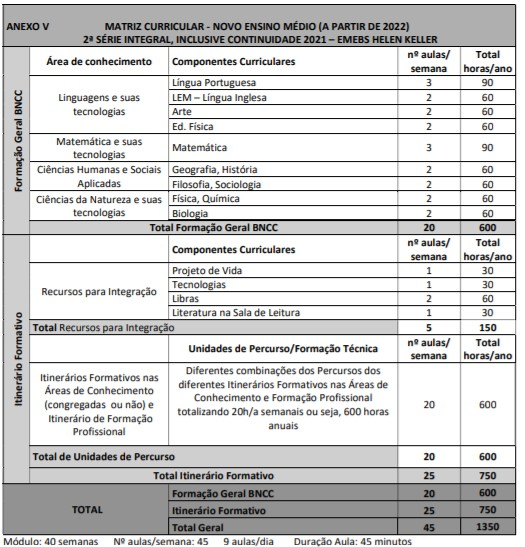 ANEXO V
MATRIZ CURRICULAR - NOVO ENSINO MÉDIO (A PARTIR DE 2022)
2ª SÉRIE INTEGRAL, INCLUSIVE CONTINUIDADE 2021 – EMEBS HELEN KELLER
Formação Geral BNCC
Área de conhecimento Componentes Curriculares nº aulas/ semana Total horas/ano
Linguagens e suas tecnologias
Língua Portuguesa 3 90
LEM – Língua Inglesa 2 60
Arte 2 60
Ed. Física 2 60
Matemática e suas tecnologias
Matemática 3 90
Ciências Humanas e Sociais Aplicadas
Geografia, História 2 60
Filosofia, Sociologia 2 60
Ciências da Natureza e suas tecnologias
Física, Química 2 60
Biologia 2 60
Total Formação Geral BNCC 20 600
Itinerário Formativo
Componentes Curriculares nº aulas/ semana Total horas/ano
Recursos para Integração
Projeto de Vida 1 30
Tecnologias 1 30
Libras 2 60
Literatura na Sala de Leitura 1 30
Total Recursos para Integração 5 150
Unidades de Percurso/Formação Técnica nº aulas/ semana Total horas/ano
Itinerários Formativos nas
Áreas de Conhecimento
(congregadas ou não) e
Itinerário de Formação
Profissional
Diferentes combinações dos Percursos dos
diferentes Itinerários Formativos nas Áreas de
Conhecimento e Formação Profissional
totalizando 20h/a semanais ou seja, 600 horas
anuais
20 600
Total de Unidades de Percurso 20 600
Total Itinerário Formativo 25 750
TOTAL
Formação Geral BNCC 20 600
Itinerário Formativo 25 750
Total Geral 45 1350
Módulo: 40 semanas Nº aulas/semana: 45 9 aulas/dia Duração Aula: 45 minutos